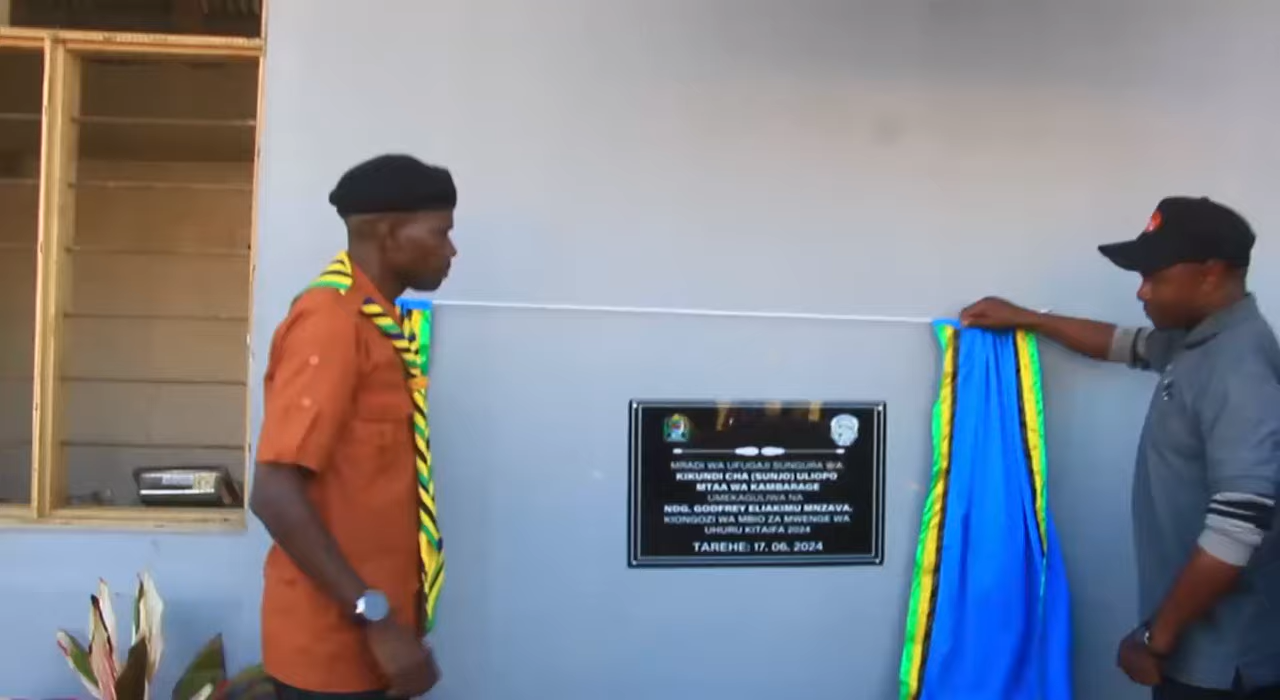 MRADI WA UFUGAJI SUNGURA WA
KIKUNDI CHA (SUNJO) ULIOPO
MTAA WA KAMBARAGE
UMEKAGULIWA NA
NDG. GODFREY ELIAKIMU MNZAVA.
KIONGOZI WA MBIO ZA MWENGE WA
UHURU KITAIFA 2024
TAREHE: 17. 06. 2024